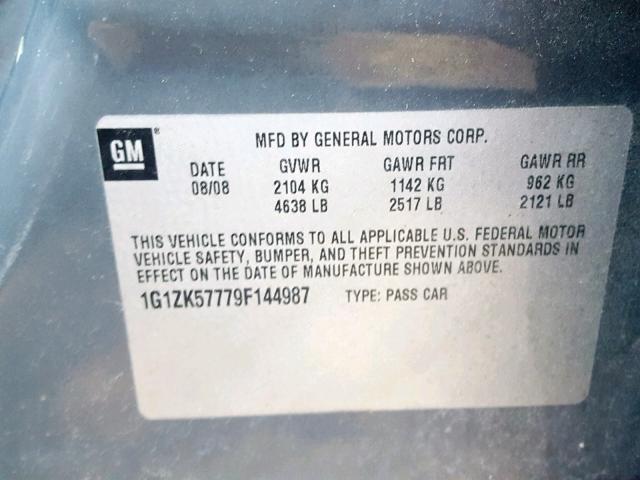 GM®
MFD BY GENERAL MOTORS CORP.
DATE GVWR GAWR FRT GAWR RR
08/08 2104 KG 1142 KG 962 KG
4638 LB 2517 LB 2121 LB
THIS VEHICLE CONFORMS TO ALL APPLICABLE U.S. FEDERAL MOTOR
VEHICLE SAFETY, BUMPER, AND THEFT PREVENTION STANDARDS IN
EFFECT ON THE DATE OF MANUFACTURE SHOWN ABOVE.
1G1ZK57779F144987 TYPE: PASS CAR